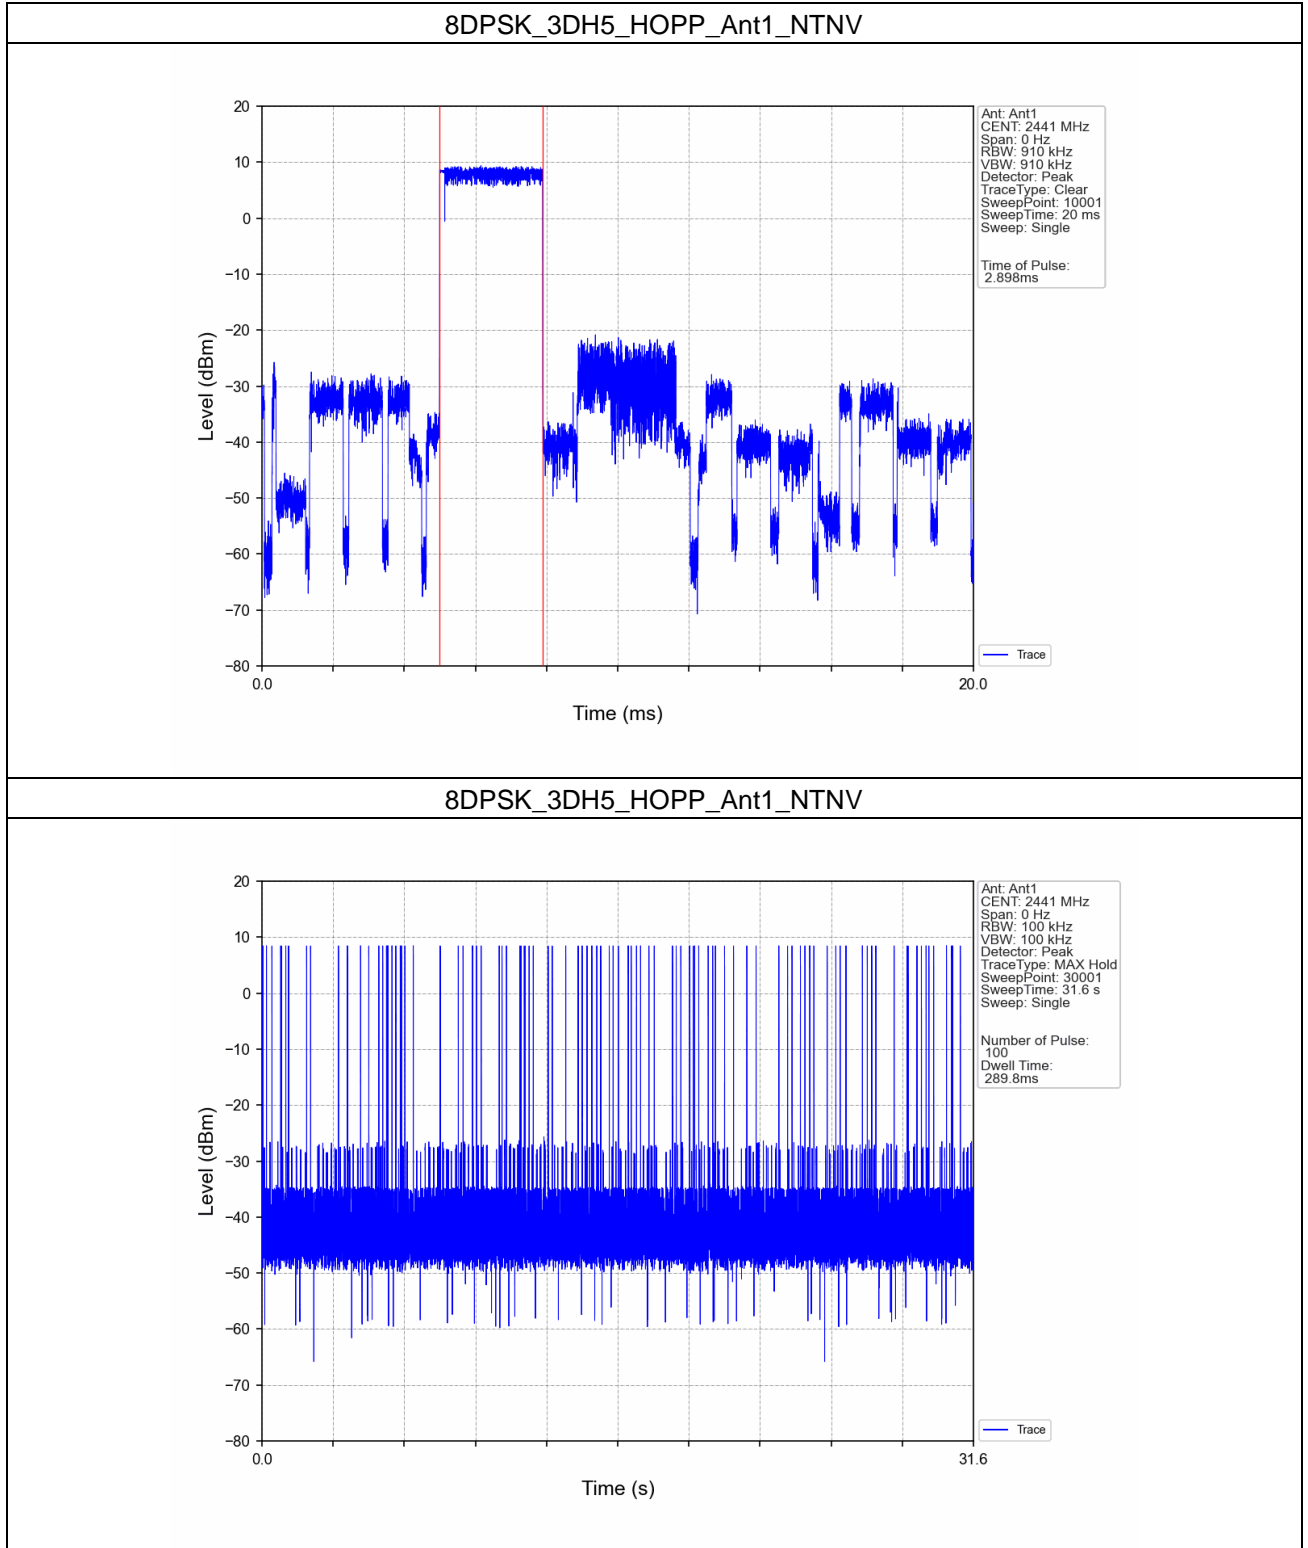 8DPSK_3DH5_HOPP_Ant1_NTNV
20
10
0
−10
−20
−30
−40
−50
−60
−70
−80
Level (dBm)
0.0
20.0
Time (ms)
Ant: Ant1
CENT: 2441 MHz
Span: 0 Hz
RBW: 910 kHz
VBW: 910 kHz
Detector: Peak
TraceType: Clear
SweepPoint: 10001
SweepTime: 20 ms
Sweep: Single
Time of Pulse:
2.898ms
Trace
8DPSK_3DH5_HOPP_Ant1_NTNV
20
10
0
−10
−20
−30
−40
−50
−60
−70
−80
Level (dBm)
0.0
31.6
Time (s)
Ant: Ant1
CENT: 2441 MHz
Span: 0 Hz
RBW: 100 kHz
VBW: 100 kHz
Detector: Peak
TraceType: MAX Hold
SweepPoint: 30001
SweepTime: 31.6 s
Sweep: Single
Number of Pulse:
100
Dwell Time:
289.8ms
Trace